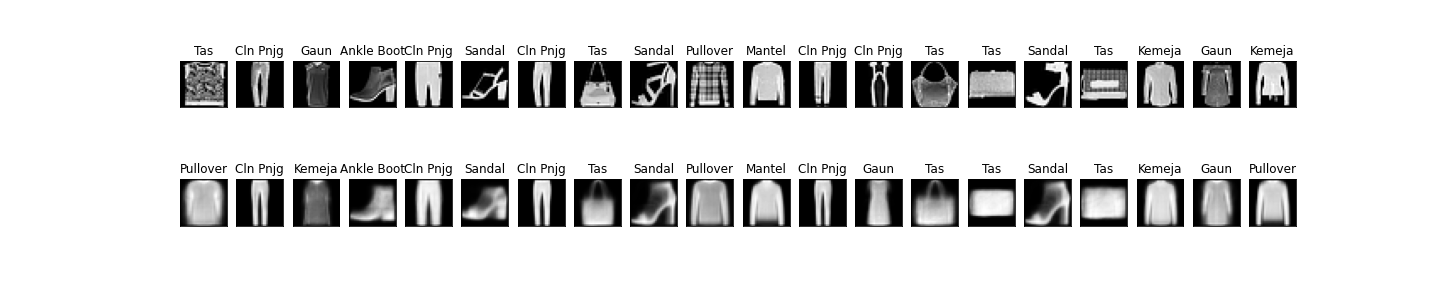 Tas Cln Pnjg Gaun Ankle Boot Cln Pnjg Sandal Cln Pnjg Tas Sandal Pullover Mantel Cln Pnjg Cln Pnjg Tas Tas Sandal Tas Kemeja Gaun Kemeja
Pullover Cln Pnjg Kemeja Ankle Boot Cln Pnjg Sandal Cln Pnjg Tas Sandal Pullover Mantel Cln Pnjg Gaun Tas Tas Sandal Tas Kemeja Gaun Pullover